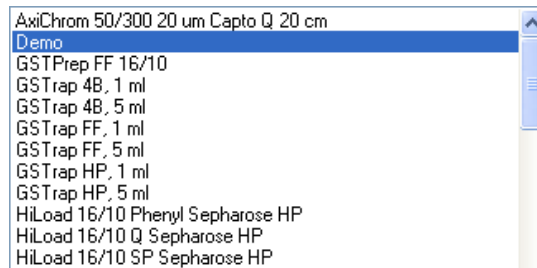 AxiChrom 50/300 20 um Capto Q 20 cm
Demo
GSTPrep FF 16/10
GSTrap 4B, 1 ml
GSTrap 4B, 5 ml
GSTrap FF, 1 ml
GSTrap FF, 5 ml
GSTrap HP, 1 ml
GSTrap HP, 5 ml
HiLoad 16/10 Phenyl Sepharose HP
HiLoad 16/10 Q Sepharose HP
HiLoad 16/10 SP Sepharose HP